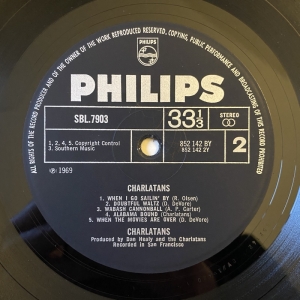 ALL RIGHTS OF THE RECORD PRODUCER AND OF THE OWNER OF THE WORK REPRODUCED RESERVED. COPYING, PUBLIC PERFORMANCE AND BROADCASTING OF THIS RECORD PROHIBITED
PHILIPS
PHILIPS
SBL.7903
33 1/3
STEREO
1, 2, 4, 5. Copyright Control
3. Southern Music
852 142 BY
852 142 2Y
2
℗ 1969
CHARLATANS
1. WHEN I GO SAILIN' BY (R. Olsen)
2. DOUBTFUL WALTZ (D. DeVore)
3. WABASH CANNONBALL (A. P. Carter)
4. ALABAMA BOUND (Charlatans)
5. WHEN THE MOVIES ARE OVER (D. DeVore)
CHARLATANS
Produced by Dan Healy and the Charlatans
Recorded in San Francisco